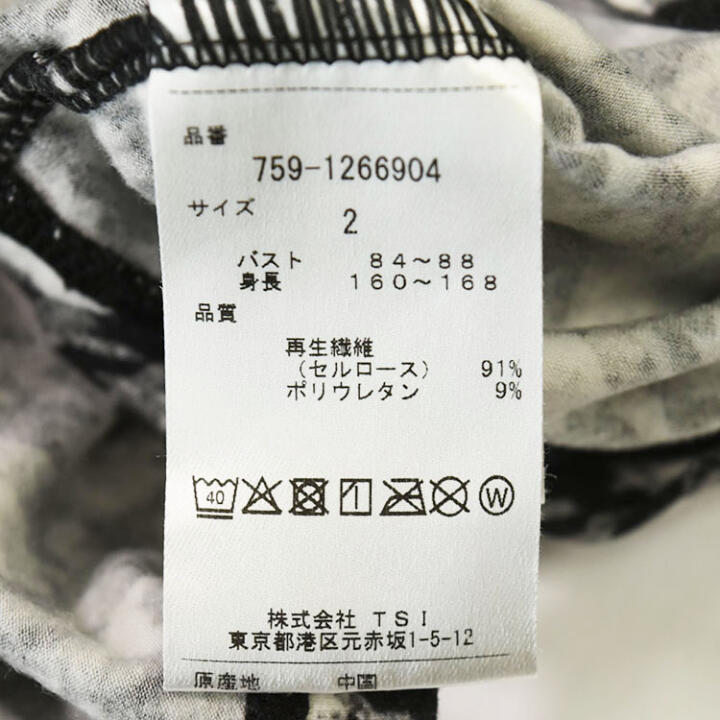 品番
759-1266904
サイズ
2
バスト 84～88
身長 160～168
品質
再生繊維
（セルロース） 91%
ポリウレタン 9%
40
W
株式会社 TSI
東京都港区元赤坂1-5-12
原産地 中国